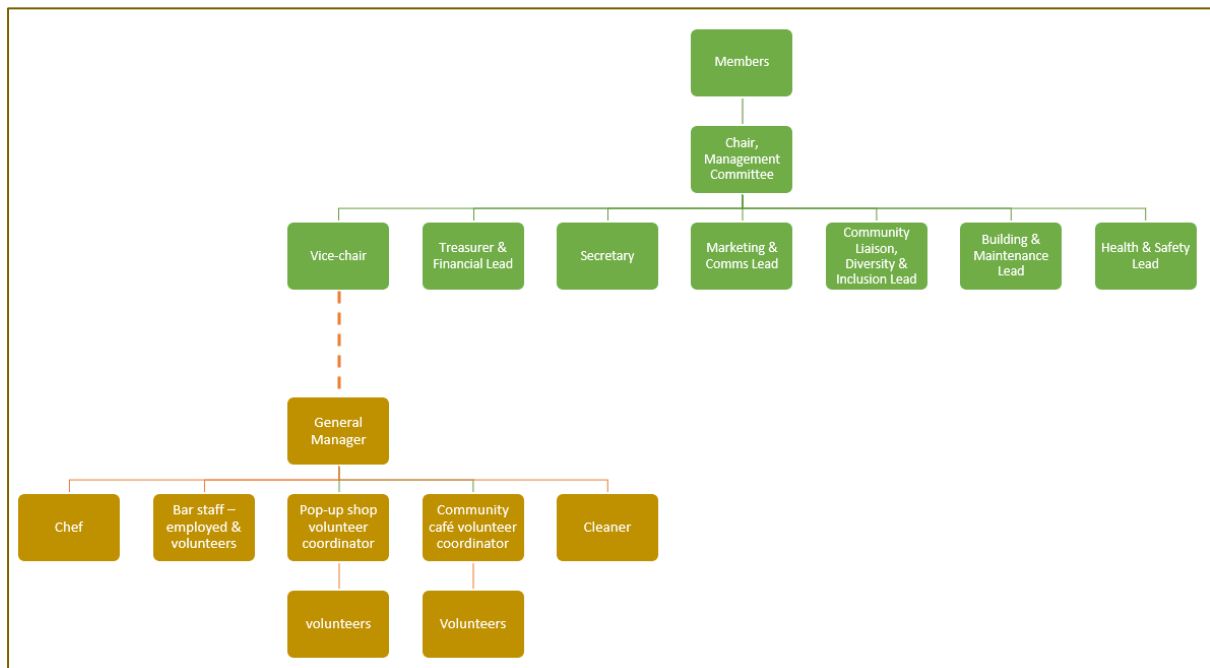 Members
Chair,
Management
Committee
Vice-chair
Treasurer &
Financial Lead
Secretary
Marketing &
Comms Lead
Community
Liaison,
Diversity &
Inclusion Lead
Building &
Maintenance
Lead
Health & Safety
Lead
General
Manager
Chef
Bar staff –
employed &
volunteers
Pop-up shop
volunteer
coordinator
Community
café volunteer
coordinator
Cleaner
volunteers
Volunteers